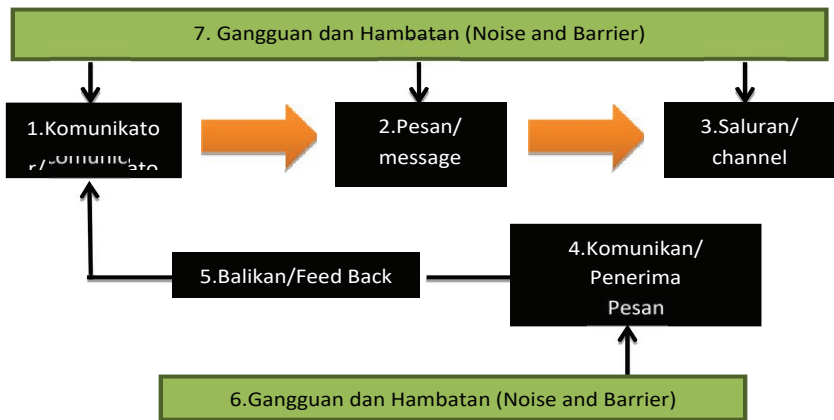 7. Gangguan dan Hambatan (Noise and Barrier)
1.Komunikato
r/
2.Pesan/
message
3.Saluran/
channel
4.Komunikan/
Penerima
Pesan
5.Balikan/Feed Back
6.Gangguan dan Hambatan (Noise and Barrier)